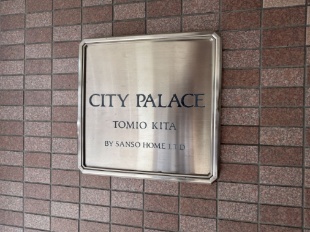 CITY PALACE
TOMIO KITA
BY SANSO HOME LTD